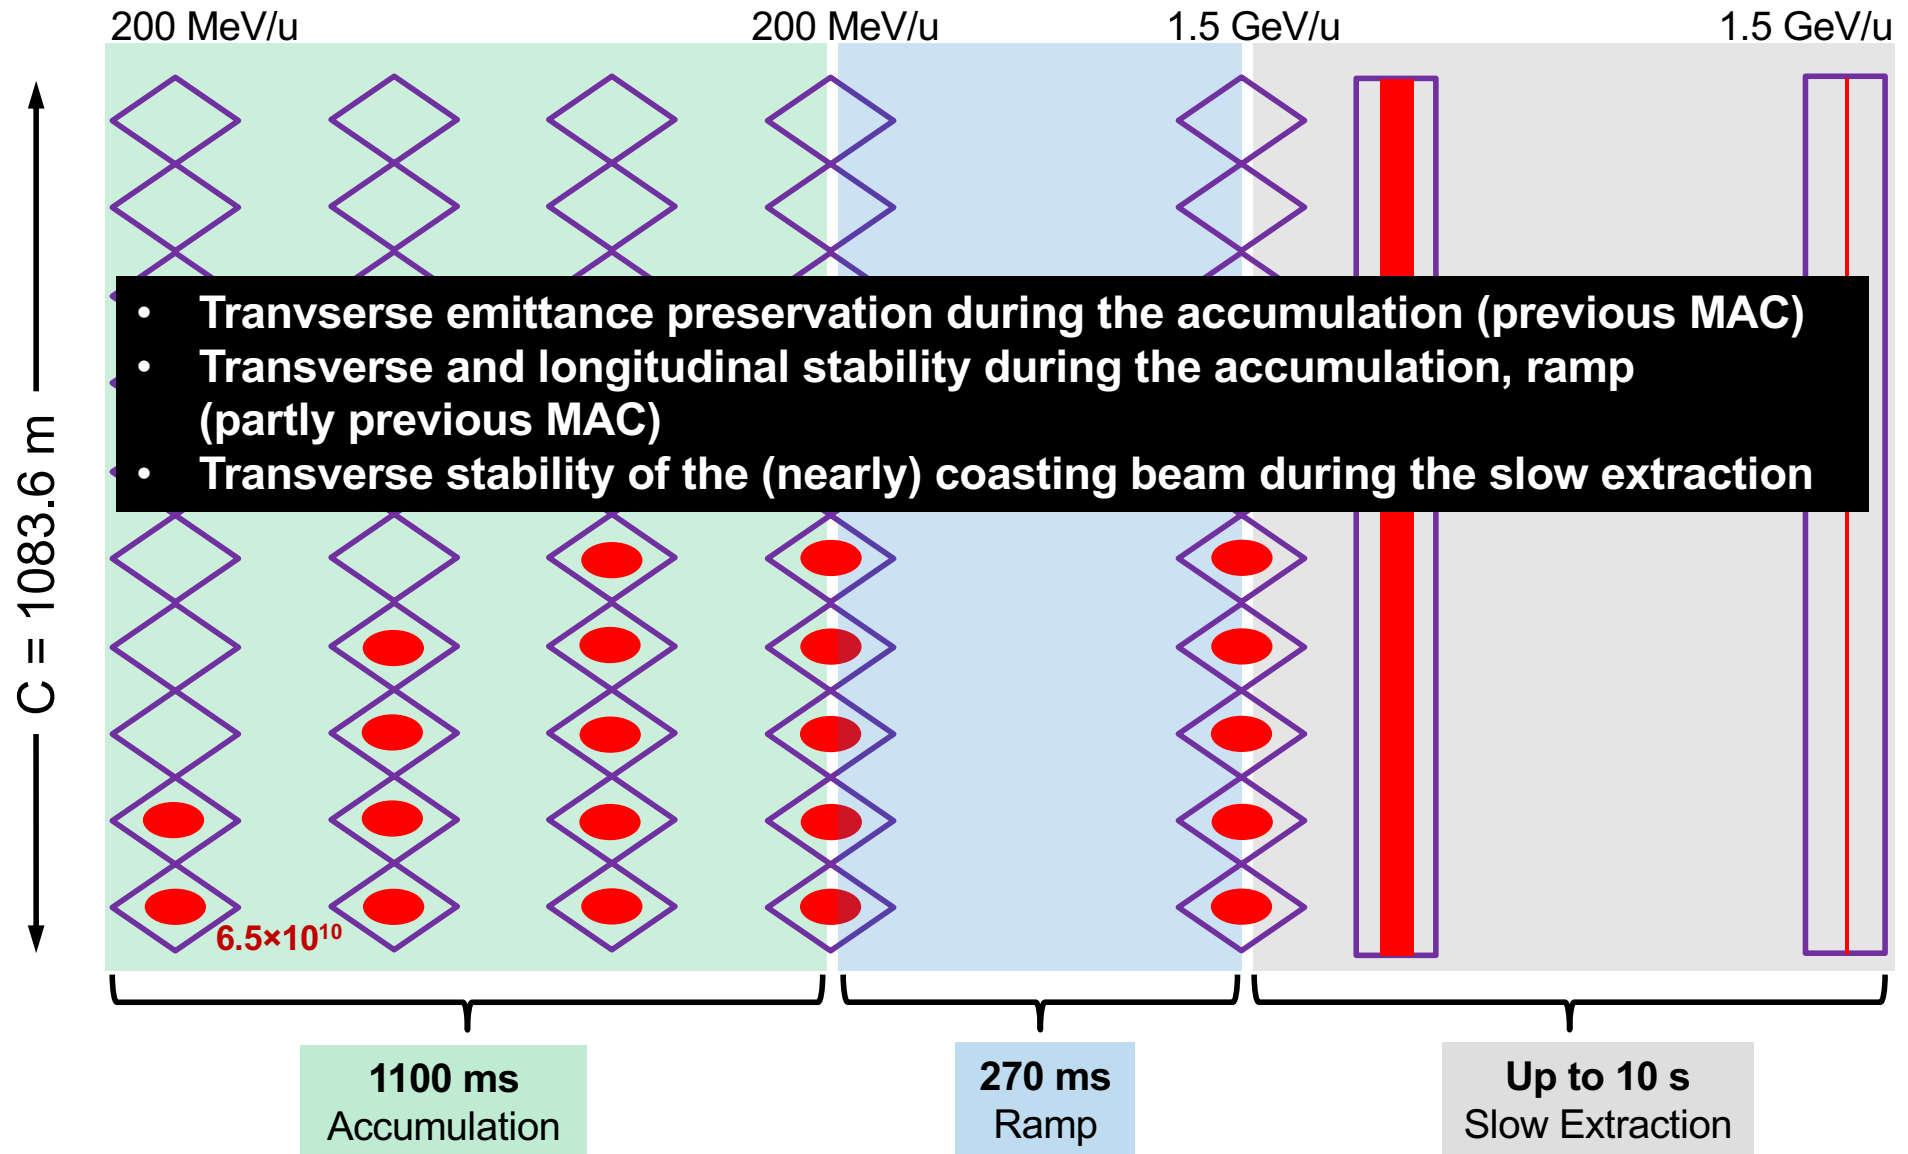 200 MeV/u
200 MeV/u
1.5 GeV/u
1.5 GeV/u
C = 1083.6 m
• Tranvserse emittance preservation during the accumulation (previous MAC)
• Transverse and longitudinal stability during the accumulation, ramp
(partly previous MAC)
• Transverse stability of the (nearly) coasting beam during the slow extraction
6.5×10¹⁰
1100 ms
Accumulation
270 ms
Ramp
Up to 10 s
Slow Extraction